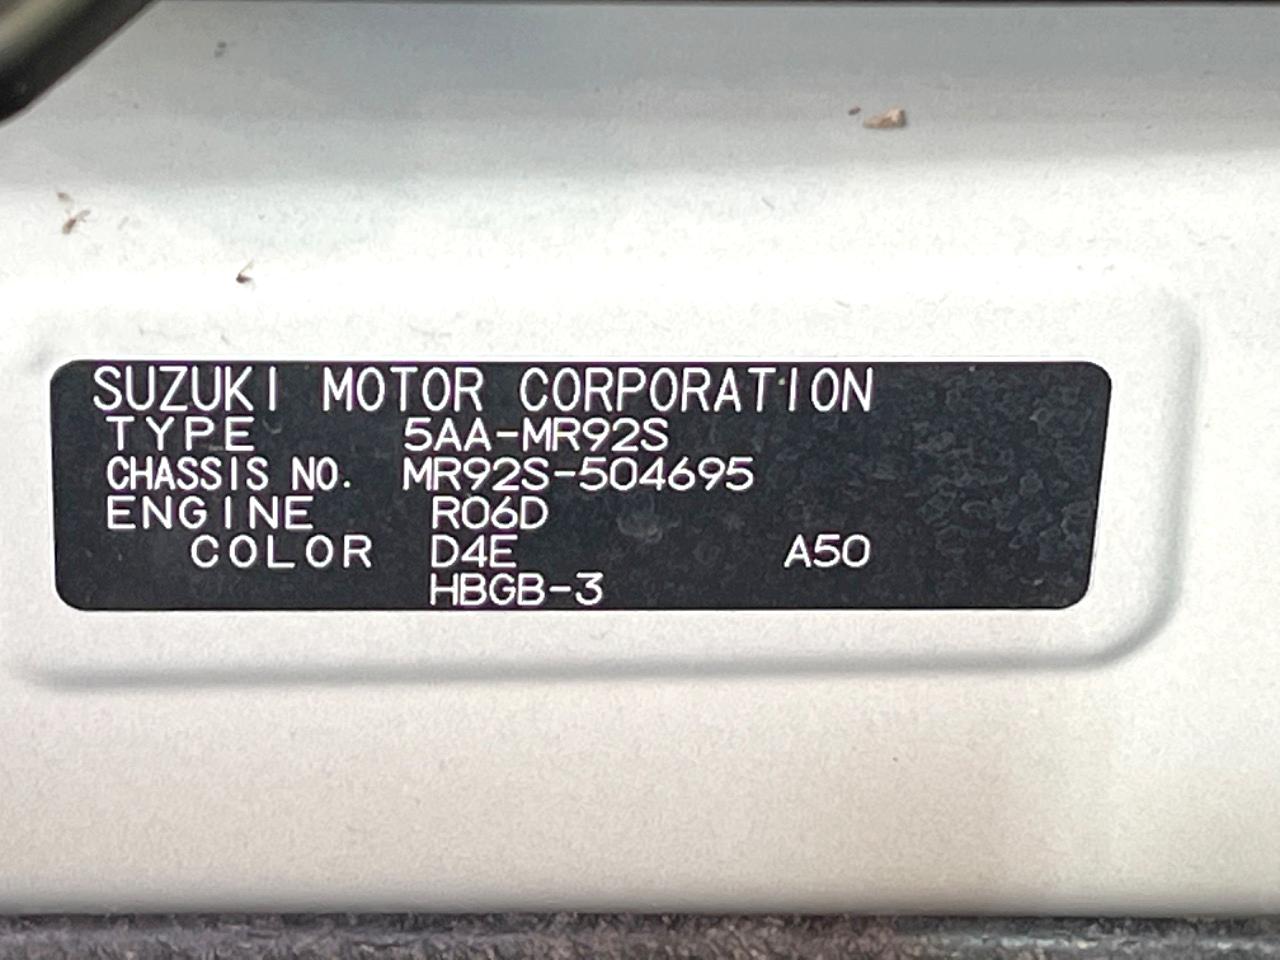 SUZUKI MOTOR CORPORATION
TYPE 5AA-MR92S
CHASSIS NO. MR92S-504695
ENGINE R06D
COLOR D4E A50
HBGB-3